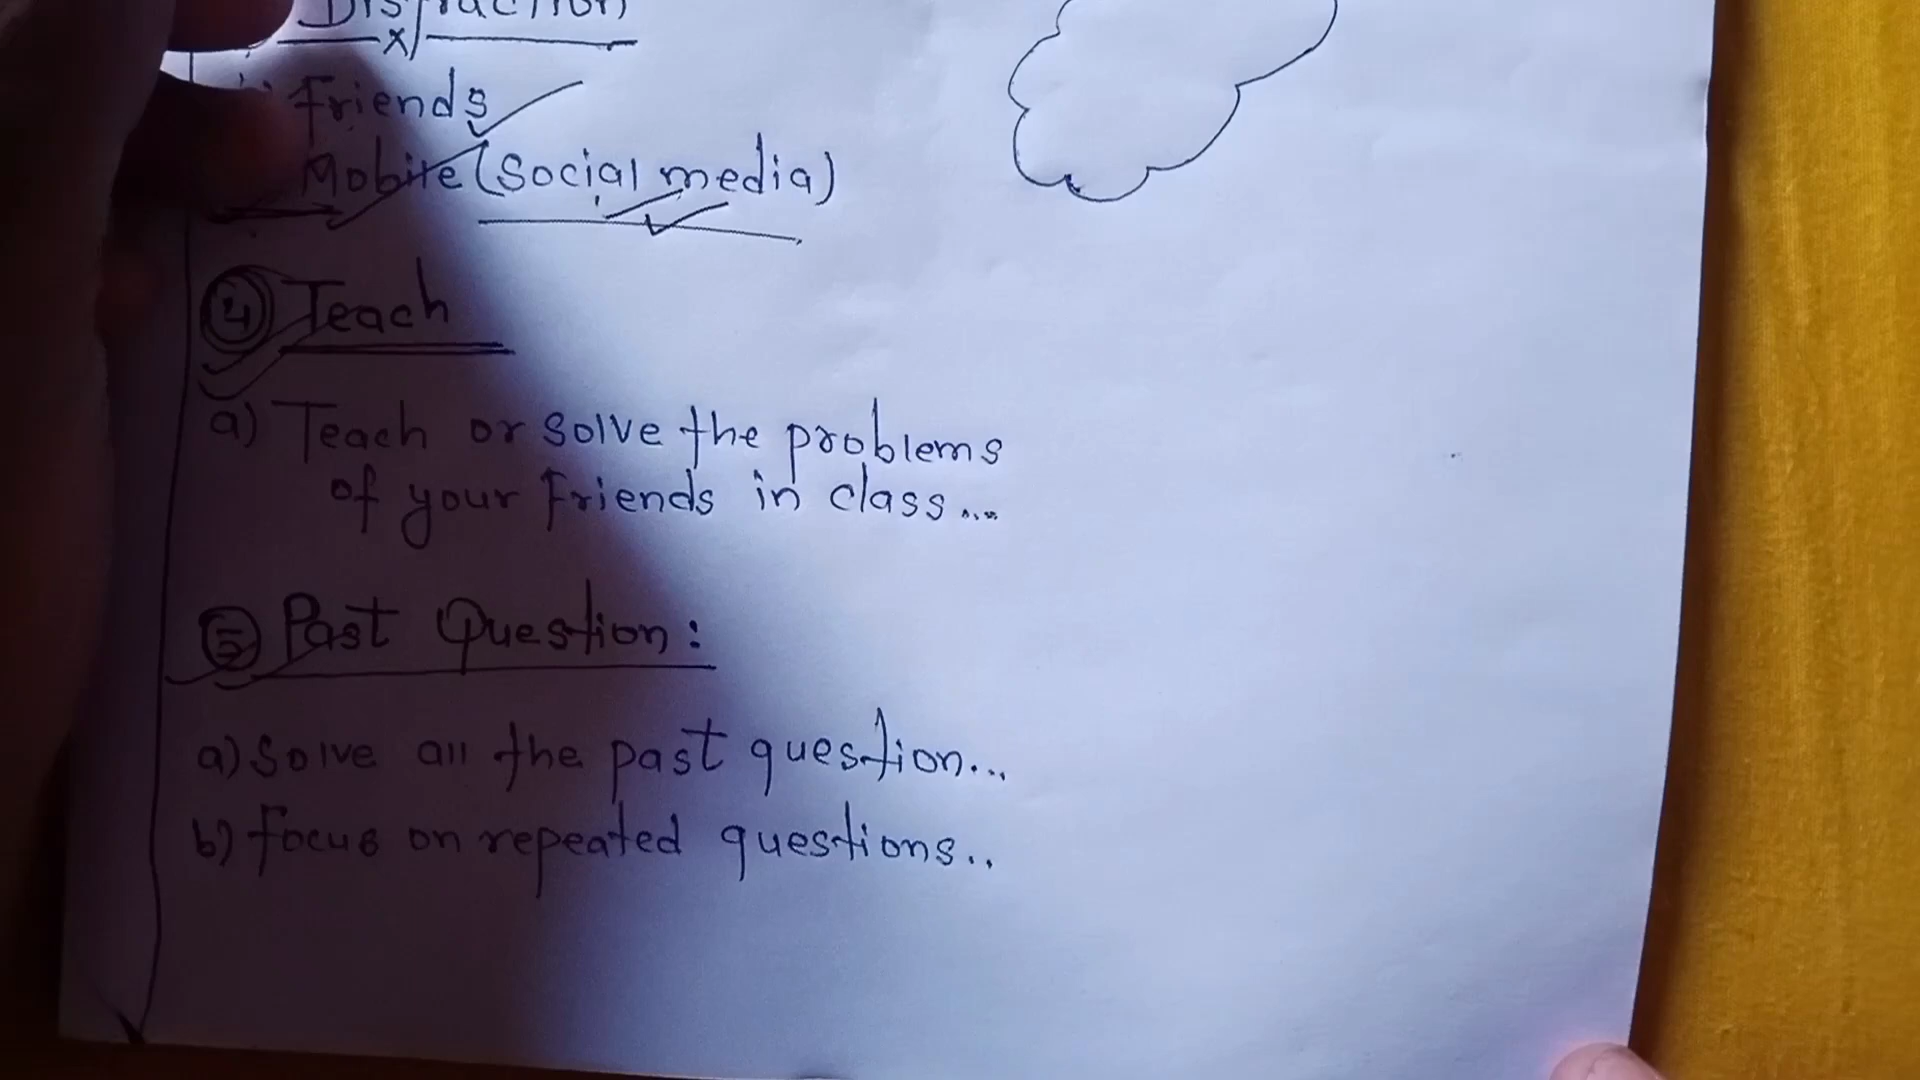 Distraction
Friends
Mobile (Social media)
4 Teach
a) Teach or solve the problems
of your Friends in class...
5 Past Question:
a) Solve all the past question...
b) Focus on repeated questions..